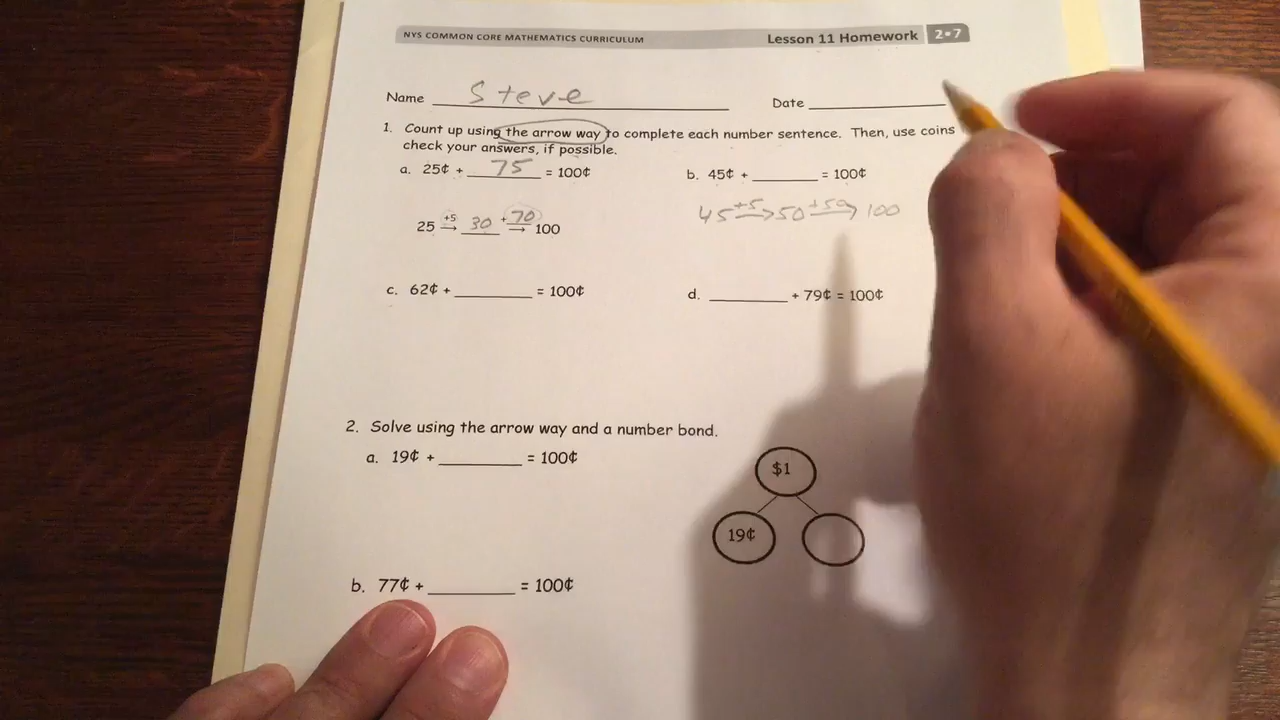 NYS COMMON CORE MATHEMATICS CURRICULUM Lesson 11 Homework 2•7
Name Steve Date
1. Count up using the arrow way to complete each number sentence. Then, use coins
check your answers, if possible.
a. 25¢ + 75 = 100¢ b. 45¢ + ______ = 100¢
25 +5 → 30 +70 → 100 45 +5 → 50 +50 → 100
c. 62¢ + ______ = 100¢ d. ______ + 79¢ = 100¢
2. Solve using the arrow way and a number bond.
a. 19¢ + ______ = 100¢ $1
19¢
b. 77¢ + ______ = 100¢